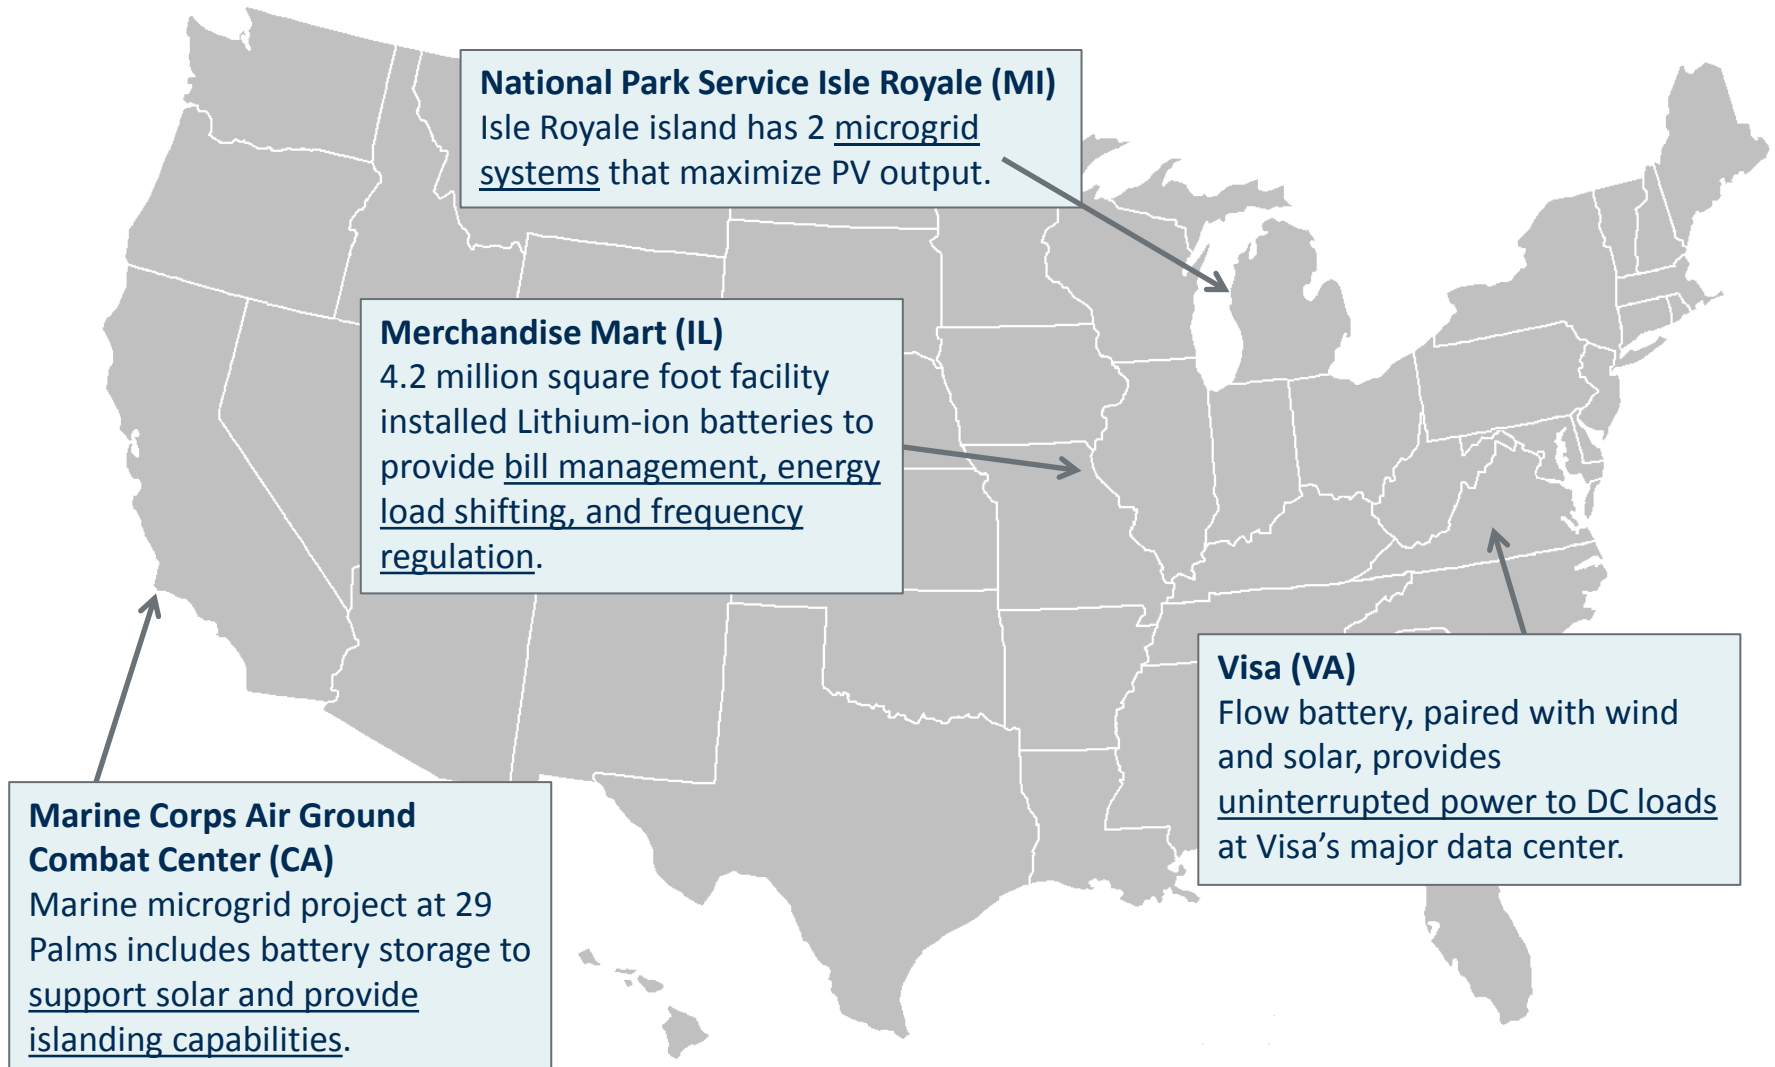 National Park Service Isle Royale (MI)
Isle Royale island has 2 microgrid
systems that maximize PV output.
Merchandise Mart (IL)
4.2 million square foot facility
installed Lithium-ion batteries to
provide bill management, energy
load shifting, and frequency
regulation.
Visa (VA)
Flow battery, paired with wind
and solar, provides
uninterrupted power to DC loads
at Visa’s major data center.
Marine Corps Air Ground
Combat Center (CA)
Marine microgrid project at 29
Palms includes battery storage to
support solar and provide
islanding capabilities.